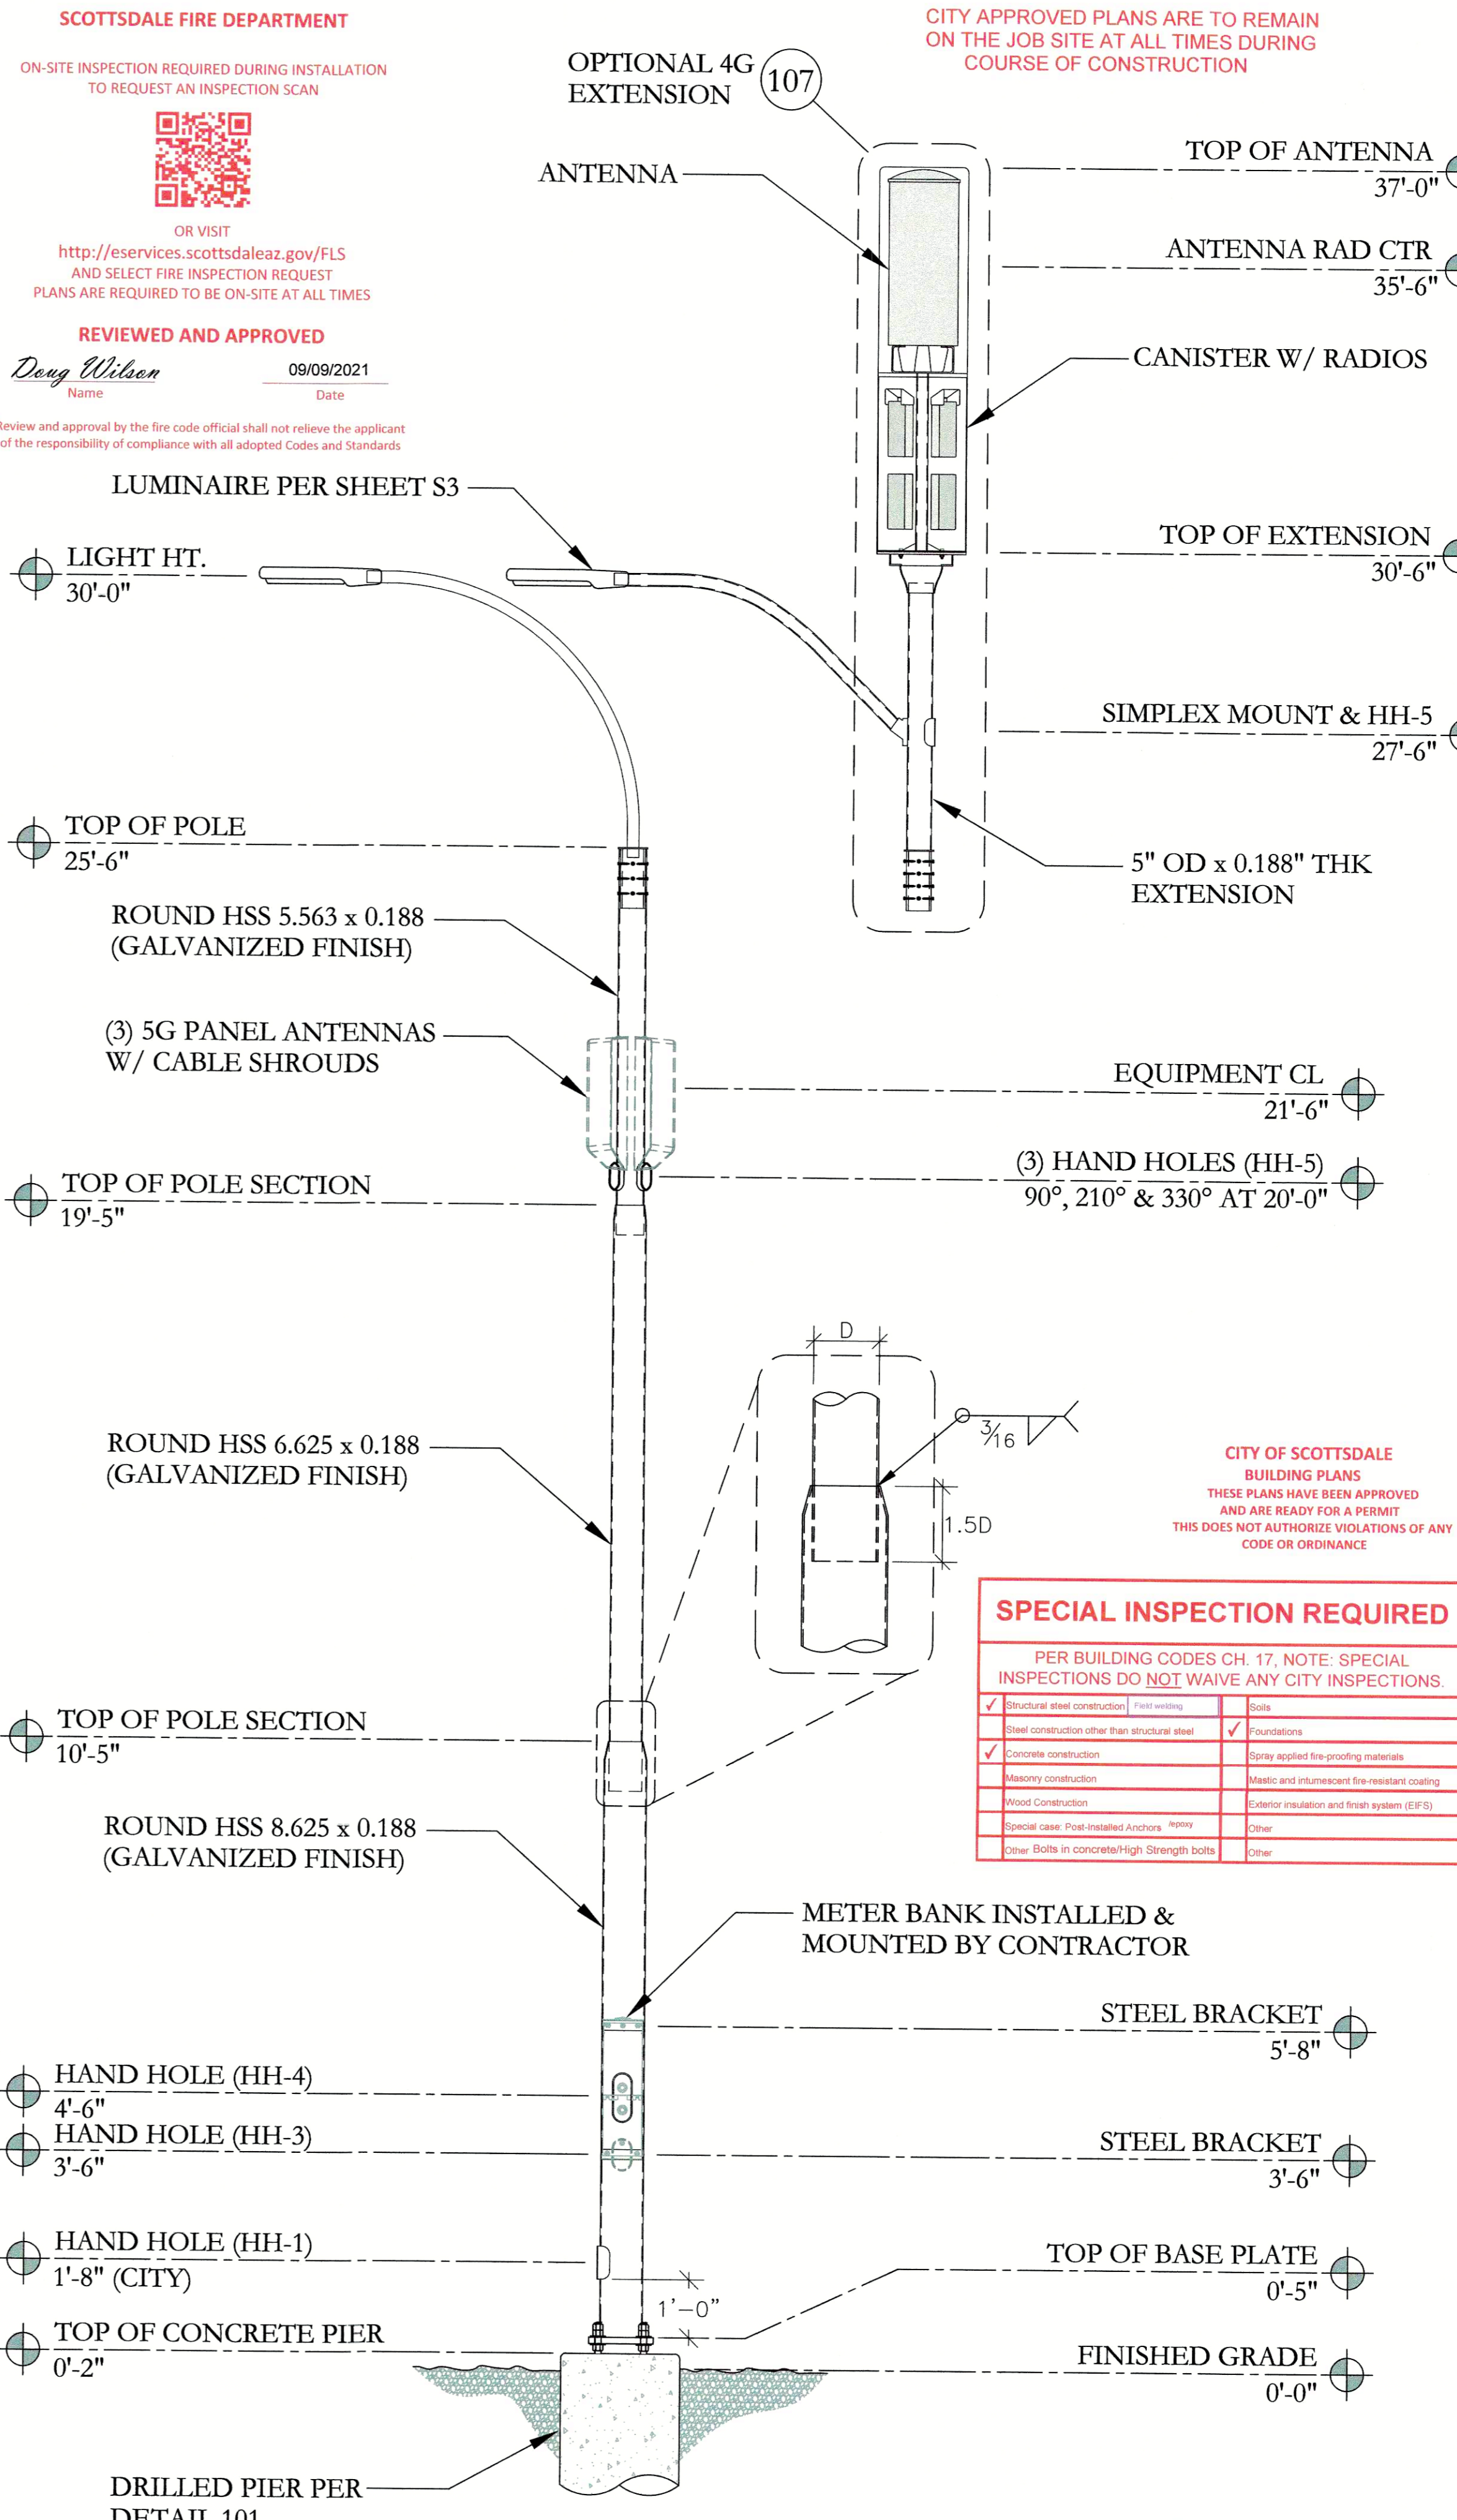 SCOTTSDALE FIRE DEPARTMENT
ON-SITE INSPECTION REQUIRED DURING INSTALLATION
TO REQUEST AN INSPECTION SCAN
OR VISIT
http://eservices.scottsdaleaz.gov/FLS
AND SELECT FIRE INSPECTION REQUEST
PLANS ARE REQUIRED TO BE ON-SITE AT ALL TIMES
REVIEWED AND APPROVED
Doug Wilson
09/09/2021
Name
Date
Review and approval by the fire code official shall not relieve the applicant
of the responsibility of compliance with all adopted Codes and Standards
CITY APPROVED PLANS ARE TO REMAIN
ON THE JOB SITE AT ALL TIMES DURING
COURSE OF CONSTRUCTION
OPTIONAL 4G
EXTENSION
107
ANTENNA
TOP OF ANTENNA
37'-0"
ANTENNA RAD CTR
35'-6"
CANISTER W/ RADIOS
LUMINAIRE PER SHEET S3
LIGHT HT.
30'-0"
TOP OF EXTENSION
30'-6"
SIMPLEX MOUNT & HH-5
27'-6"
TOP OF POLE
25'-6"
5" OD x 0.188" THK
EXTENSION
ROUND HSS 5.563 x 0.188
(GALVANIZED FINISH)
(3) 5G PANEL ANTENNAS
W/ CABLE SHROUDS
EQUIPMENT CL
21'-6"
(3) HAND HOLES (HH-5)
90°, 210° & 330° AT 20'-0"
TOP OF POLE SECTION
19'-5"
D
3/16
1.5D
ROUND HSS 6.625 x 0.188
(GALVANIZED FINISH)
CITY OF SCOTTSDALE
BUILDING PLANS
THESE PLANS HAVE BEEN APPROVED
AND ARE READY FOR A PERMIT
THIS DOES NOT AUTHORIZE VIOLATIONS OF ANY
CODE OR ORDINANCE
SPECIAL INSPECTION REQUIRED
PER BUILDING CODES CH. 17, NOTE: SPECIAL
INSPECTIONS DO NOT WAIVE ANY CITY INSPECTIONS.
✓ Structural steel construction Field welding Soils
Steel construction other than structural steel ✓ Foundations
✓ Concrete construction Spray applied fire-proofing materials
Masonry construction Mastic and intumescent fire-resistant coating
Wood Construction Exterior insulation and finish system (EIFS)
Special case: Post-Installed Anchors /epoxy Other
Other Bolts in concrete/High Strength bolts Other
TOP OF POLE SECTION
10'-5"
ROUND HSS 8.625 x 0.188
(GALVANIZED FINISH)
METER BANK INSTALLED &
MOUNTED BY CONTRACTOR
STEEL BRACKET
5'-8"
HAND HOLE (HH-4)
4'-6"
HAND HOLE (HH-3)
3'-6"
STEEL BRACKET
3'-6"
HAND HOLE (HH-1)
1'-8" (CITY)
1'-0"
TOP OF BASE PLATE
0'-5"
TOP OF CONCRETE PIER
0'-2"
FINISHED GRADE
0'-0"
DRILLED PIER PER
DETAIL 101